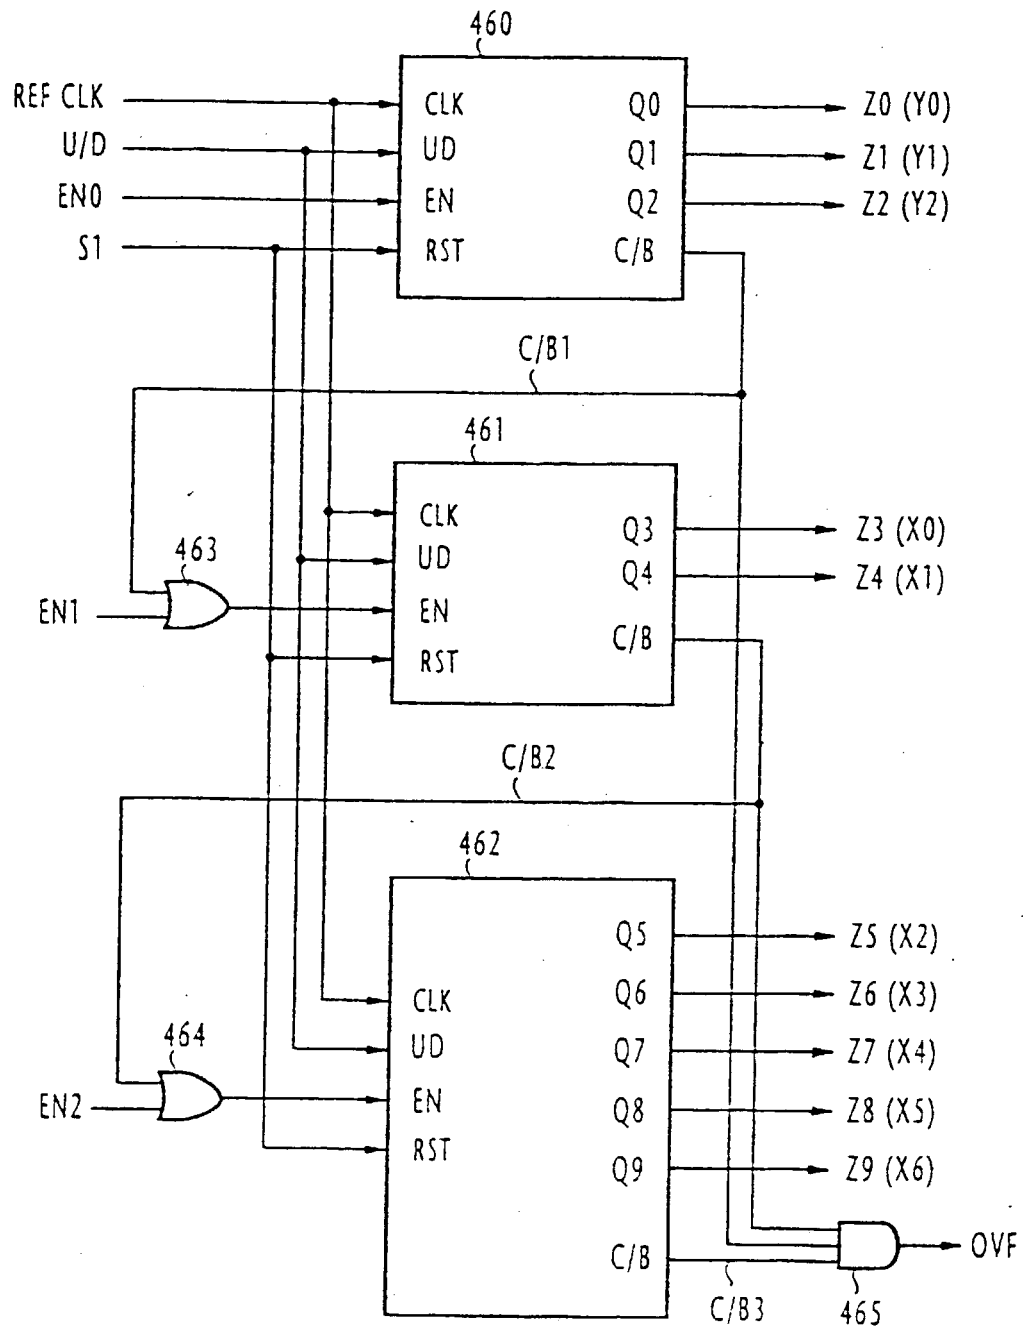 460
REF CLK CLK Q0 Z0 (Y0)
U/D UD Q1 Z1 (Y1)
EN0 EN Q2 Z2 (Y2)
S1 RST C/B
C/B1
461
CLK Q3 Z3 (X0)
463 UD Q4 Z4 (X1)
EN1 EN C/B
RST
C/B2
462
Q5 Z5 (X2)
CLK Q6 Z6 (X3)
464 UD Q7 Z7 (X4)
EN2 EN Q8 Z8 (X5)
RST Q9 Z9 (X6)
C/B OVF
C/B3 465